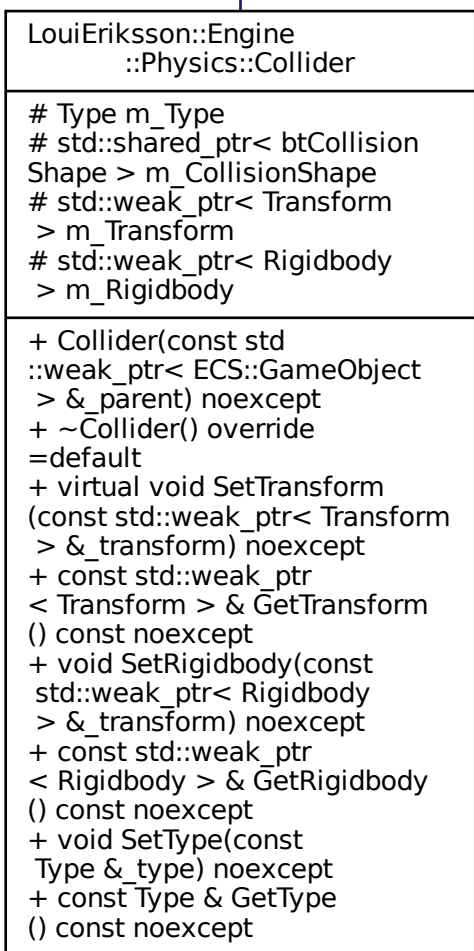 LouiEriksson::Engine
::Physics::Collider
# Type m_Type
# std::shared_ptr< btCollision
Shape > m_CollisionShape
# std::weak_ptr< Transform
> m_Transform
# std::weak_ptr< Rigidbody
> m_Rigidbody
+ Collider(const std
::weak_ptr< ECS::GameObject
> &_parent) noexcept
+ ~Collider() override
=default
+ virtual void SetTransform
(const std::weak_ptr< Transform
> &_transform) noexcept
+ const std::weak_ptr
< Transform > & GetTransform
() const noexcept
+ void SetRigidbody(const
std::weak_ptr< Rigidbody
> &_transform) noexcept
+ const std::weak_ptr
< Rigidbody > & GetRigidbody
() const noexcept
+ void SetType(const
Type &_type) noexcept
+ const Type & GetType
() const noexcept